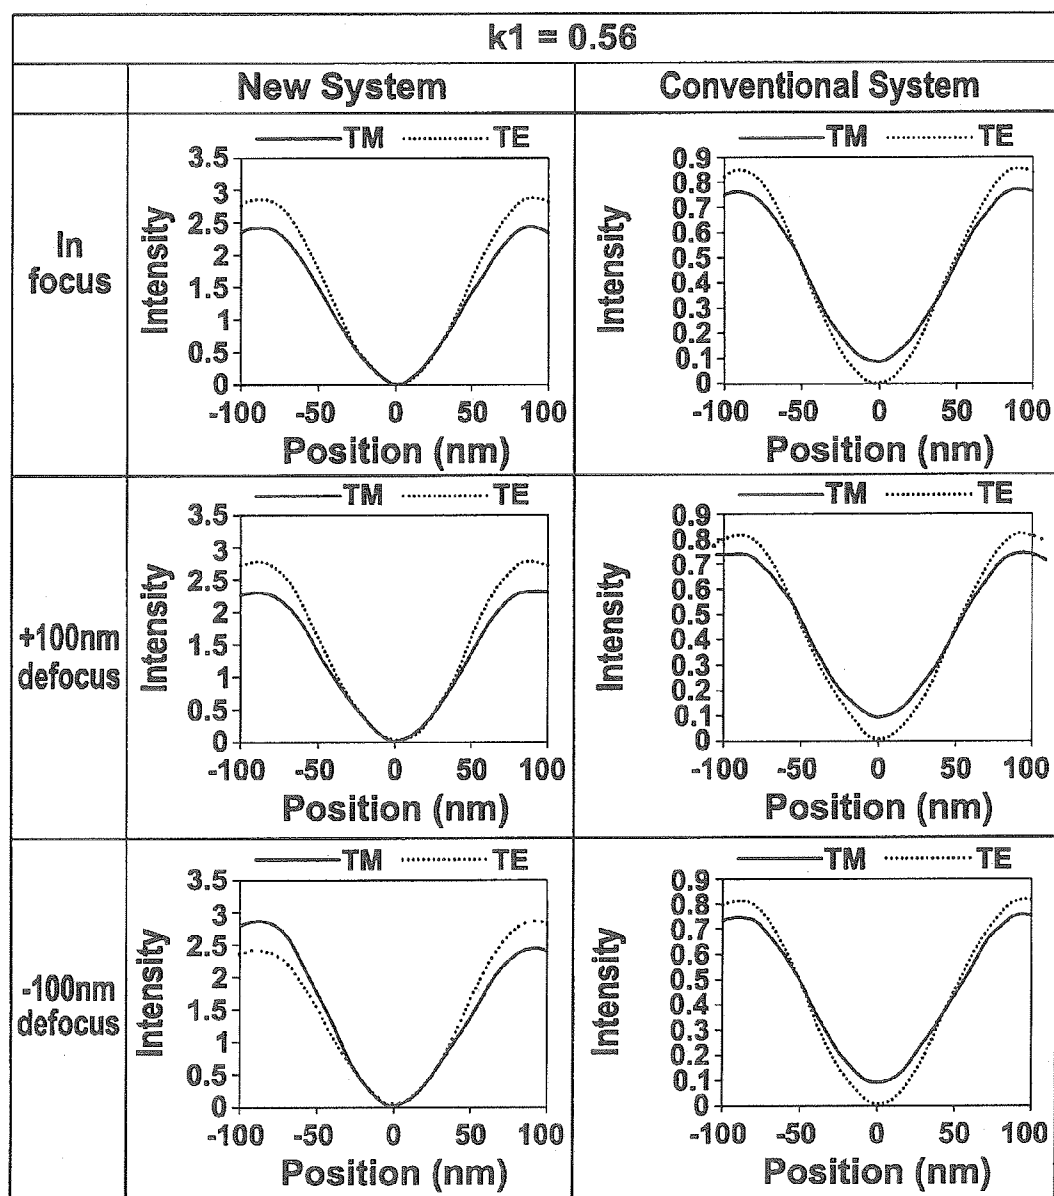 k1 = 0.56
New System
Conventional System
In
focus
TM TE
3.5
3
2.5
2
1.5
1
0.5
0
Intensity
-100 -50 0 50 100
Position (nm)
TM TE
0.9
0.8
0.7
0.6
0.5
0.4
0.3
0.2
0.1
0
Intensity
-100 -50 0 50 100
Position (nm)
+100nm
defocus
TM TE
3.5
3
2.5
2
1.5
1
0.5
0
Intensity
-100 -50 0 50 100
Position (nm)
TM TE
0.9
0.8
0.7
0.6
0.5
0.4
0.3
0.2
0.1
0
Intensity
-100 -50 0 50 100
Position (nm)
-100nm
defocus
TM TE
3.5
3
2.5
2
1.5
1
0.5
0
Intensity
-100 -50 0 50 100
Position (nm)
TM TE
0.9
0.8
0.7
0.6
0.5
0.4
0.3
0.2
0.1
0
Intensity
-100 -50 0 50 100
Position (nm)